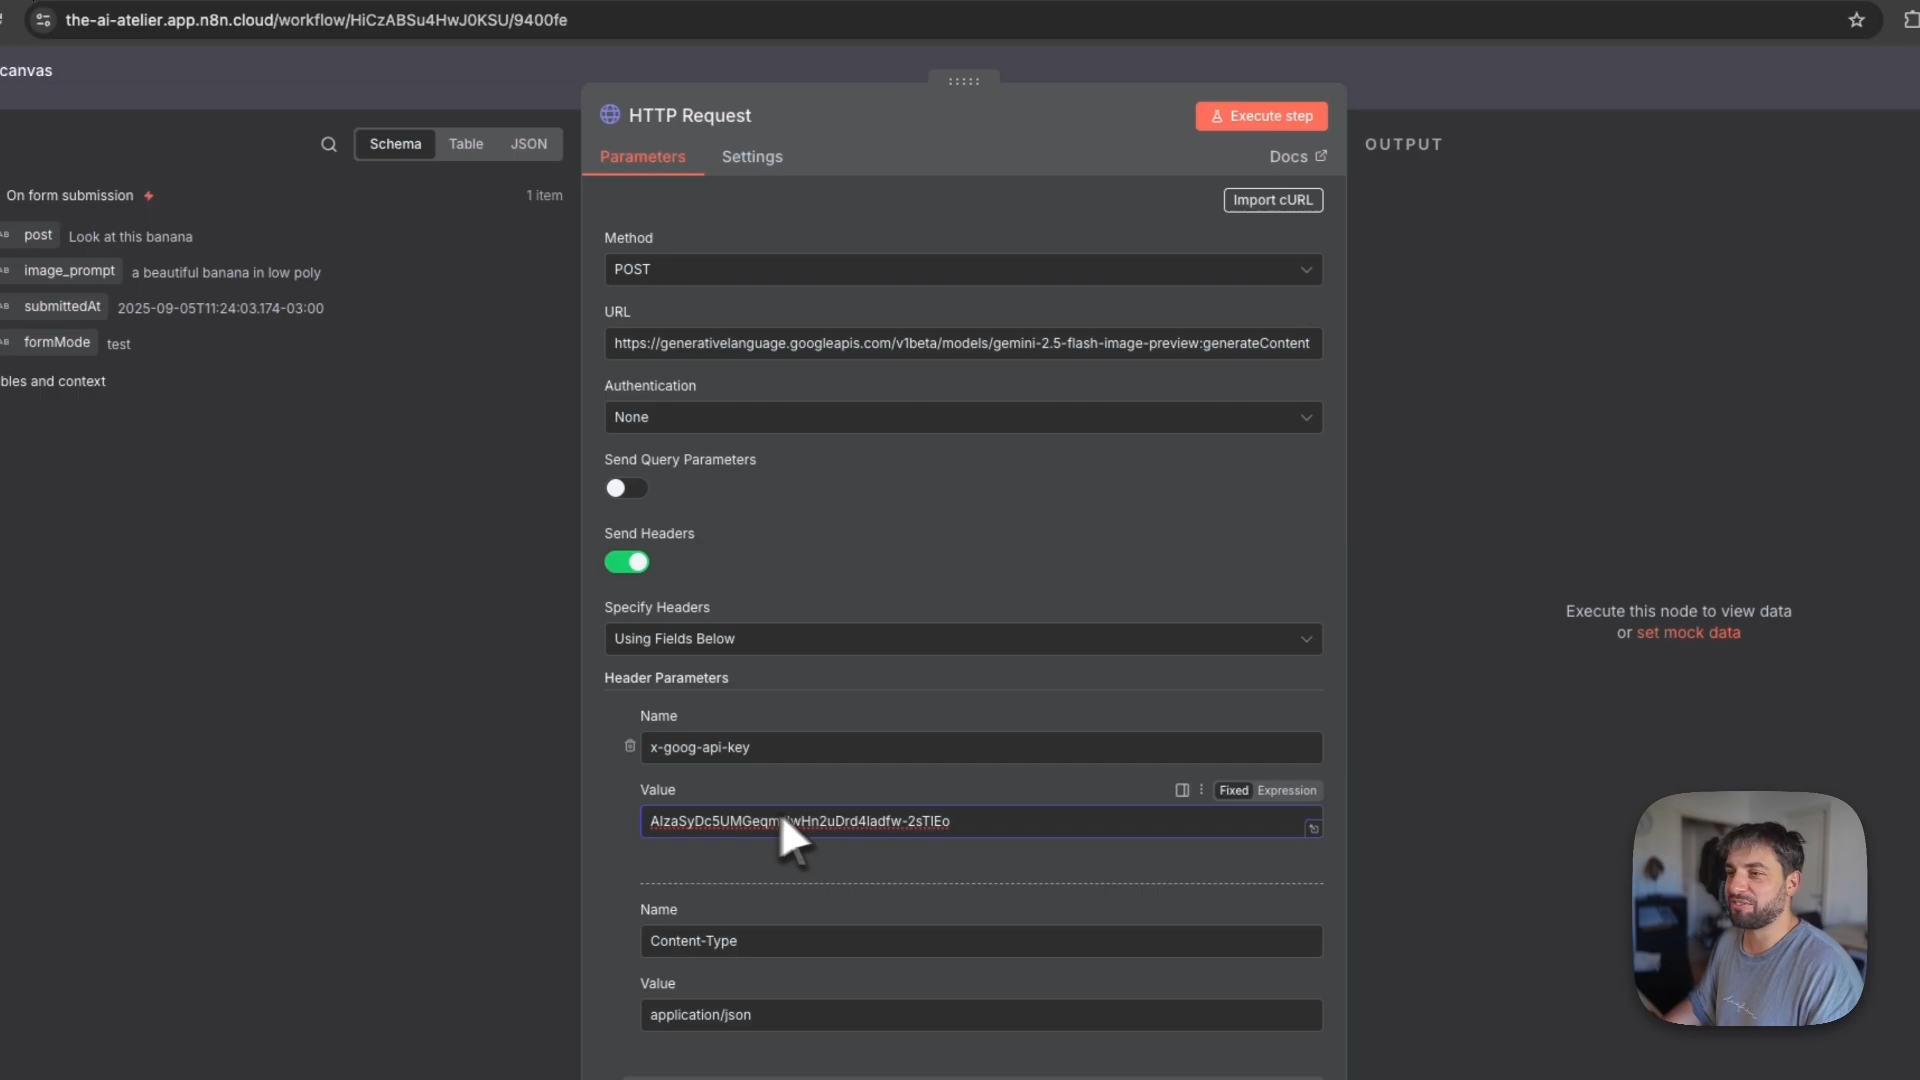 the-ai-atelier.app.n8n.cloud/workflow/HiCzABSu4HwJ0KSU/9400fe
canvas
HTTP Request
Execute step
Schema Table JSON
OUTPUT
Parameters Settings
Docs
On form submission
1 item
Import cURL
post Look at this banana
Method
image_prompt a beautiful banana in low poly
POST
submittedAt 2025-09-05T11:24:03.174-03:00
URL
formMode test
https://generativelanguage.googleapis.com/v1beta/models/gemini-2.5-flash-image-preview:generateContent
bles and context
Authentication
None
Send Query Parameters
Send Headers
Specify Headers
Execute this node to view data
Using Fields Below
or set mock data
Header Parameters
Name
x-goog-api-key
Value
Fixed Expression
Name
Content-Type
Value
application/json